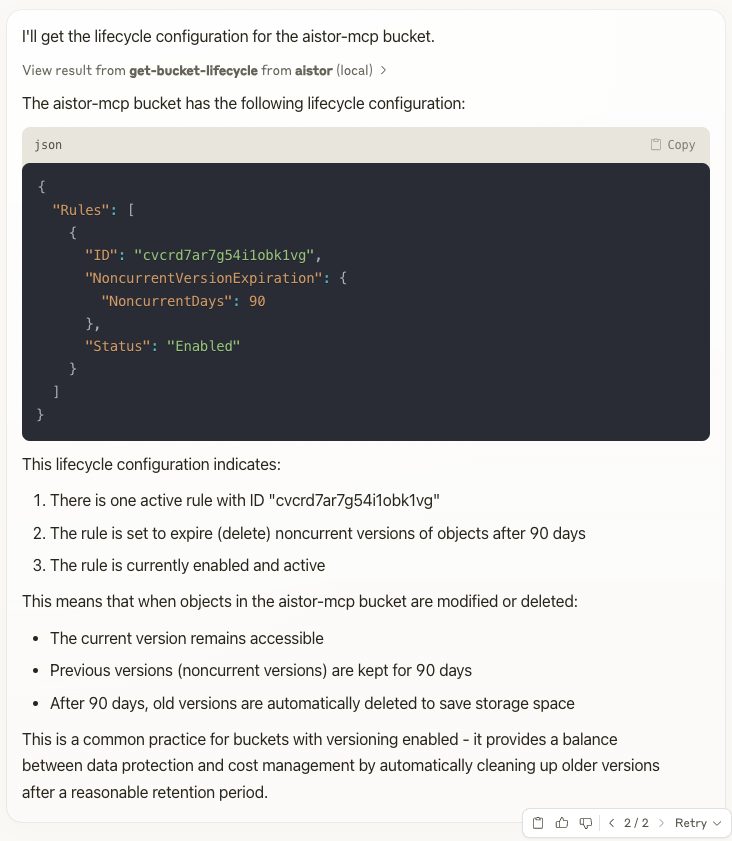 I'll get the lifecycle configuration for the aistor-mcp bucket.
View result from get-bucket-lifecycle from aistor (local)
The aistor-mcp bucket has the following lifecycle configuration:
json
Copy
{
"Rules": [
{
"ID": "cvcrd7ar7g54i1obk1vg",
"NoncurrentVersionExpiration": {
"NoncurrentDays": 90
},
"Status": "Enabled"
}
]
}
This lifecycle configuration indicates:
1. There is one active rule with ID "cvcrd7ar7g54i1obk1vg"
2. The rule is set to expire (delete) noncurrent versions of objects after 90 days
3. The rule is currently enabled and active
This means that when objects in the aistor-mcp bucket are modified or deleted:
• The current version remains accessible
• Previous versions (noncurrent versions) are kept for 90 days
• After 90 days, old versions are automatically deleted to save storage space
This is a common practice for buckets with versioning enabled - it provides a balance
between data protection and cost management by automatically cleaning up older versions
after a reasonable retention period.
2 / 2
Retry